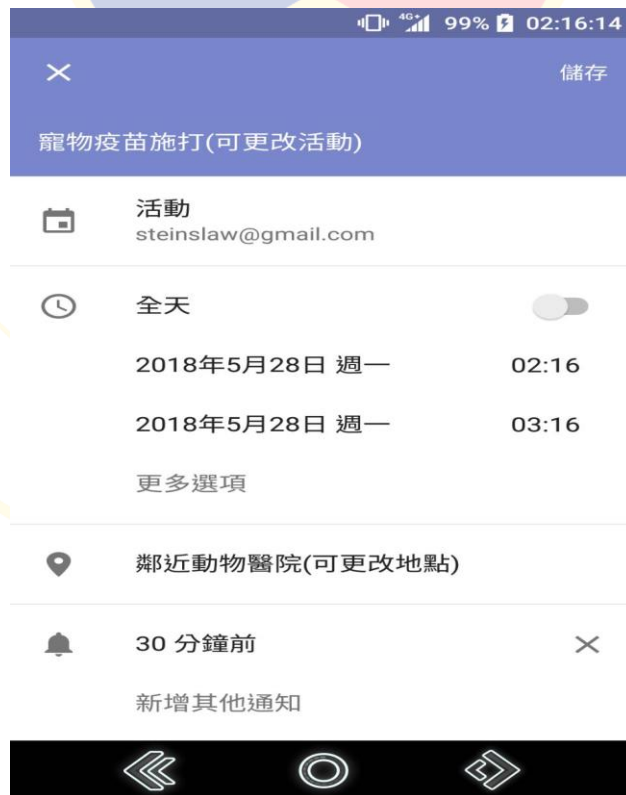 4G+ 99% 02:16:14
儲存
寵物疫苗施打(可更改活動)
活動
steinslaw@gmail.com
全天
2018年5月28日 週一 02:16
2018年5月28日 週一 03:16
更多選項
鄰近動物醫院(可更改地點)
30 分鐘前
新增其他通知